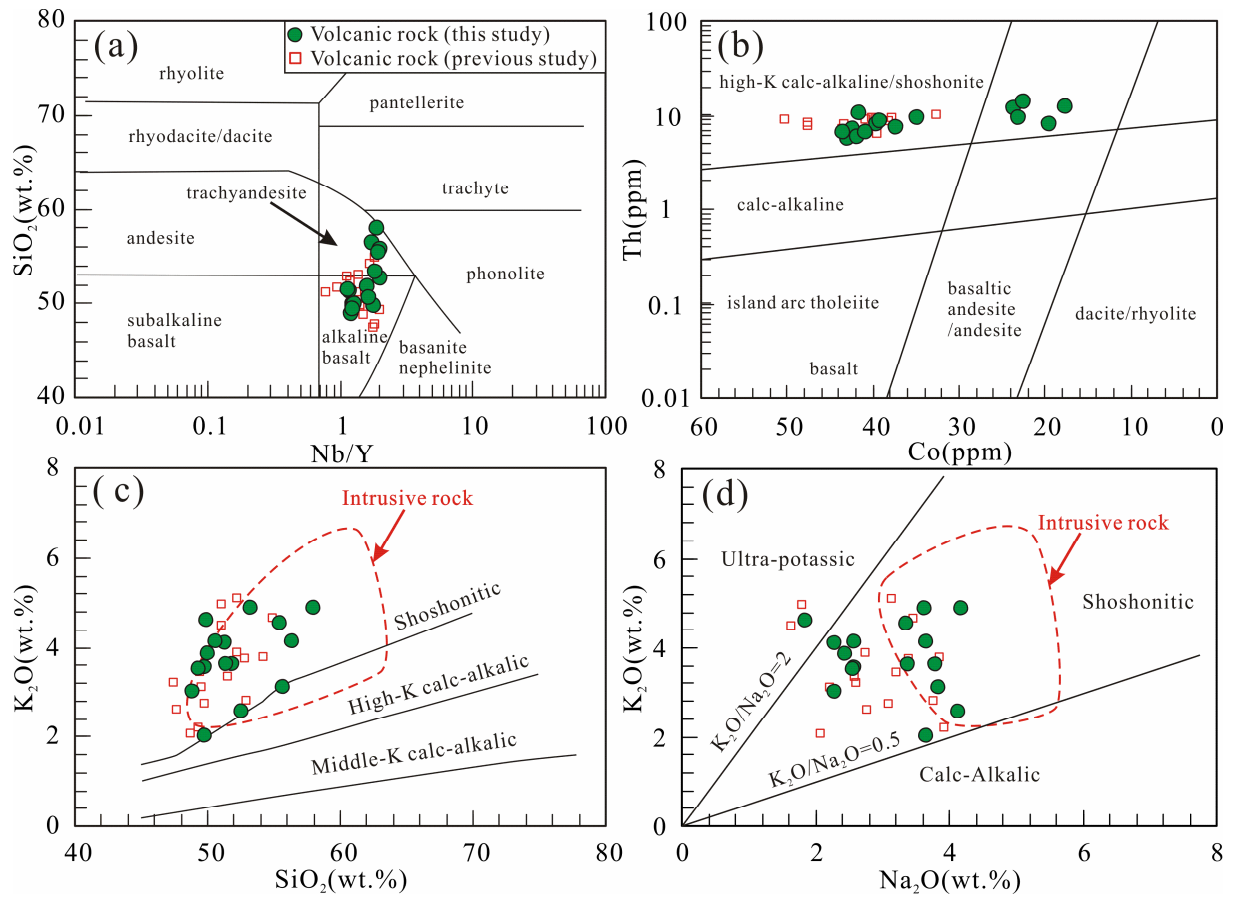 (a)
Volcanic rock (this study)
Volcanic rock (previous study)
rhyolite
pantellerite
rhyodacite/dacite
trachyandesite
trachyte
andesite
phonolite
subalkaline
basalt
alkaline
basalt
basanite
nephelinite
80
70
60
50
40
SiO₂(wt.%)
0.01
0.1
1
10
100
Nb/Y
(b)
high-K calc-alkaline/shoshonite
calc-alkaline
island arc tholeiite
basaltic
andesite
/andesite
dacite/rhyolite
basalt
100
10
1
0.1
0.01
Th(ppm)
60
50
40
30
20
10
0
Co(ppm)
(c)
Intrusive rock
Shoshonitic
High-K calc-alkalic
Middle-K calc-alkalic
8
6
4
2
0
K₂O(wt.%)
40
50
60
70
80
SiO₂(wt.%)
(d)
Intrusive rock
Ultra-potassic
Shoshonitic
K₂O/Na₂O=2
K₂O/Na₂O=0.5
Calc-Alkalic
8
6
4
2
0
K₂O(wt.%)
0
2
4
6
8
Na₂O(wt.%)